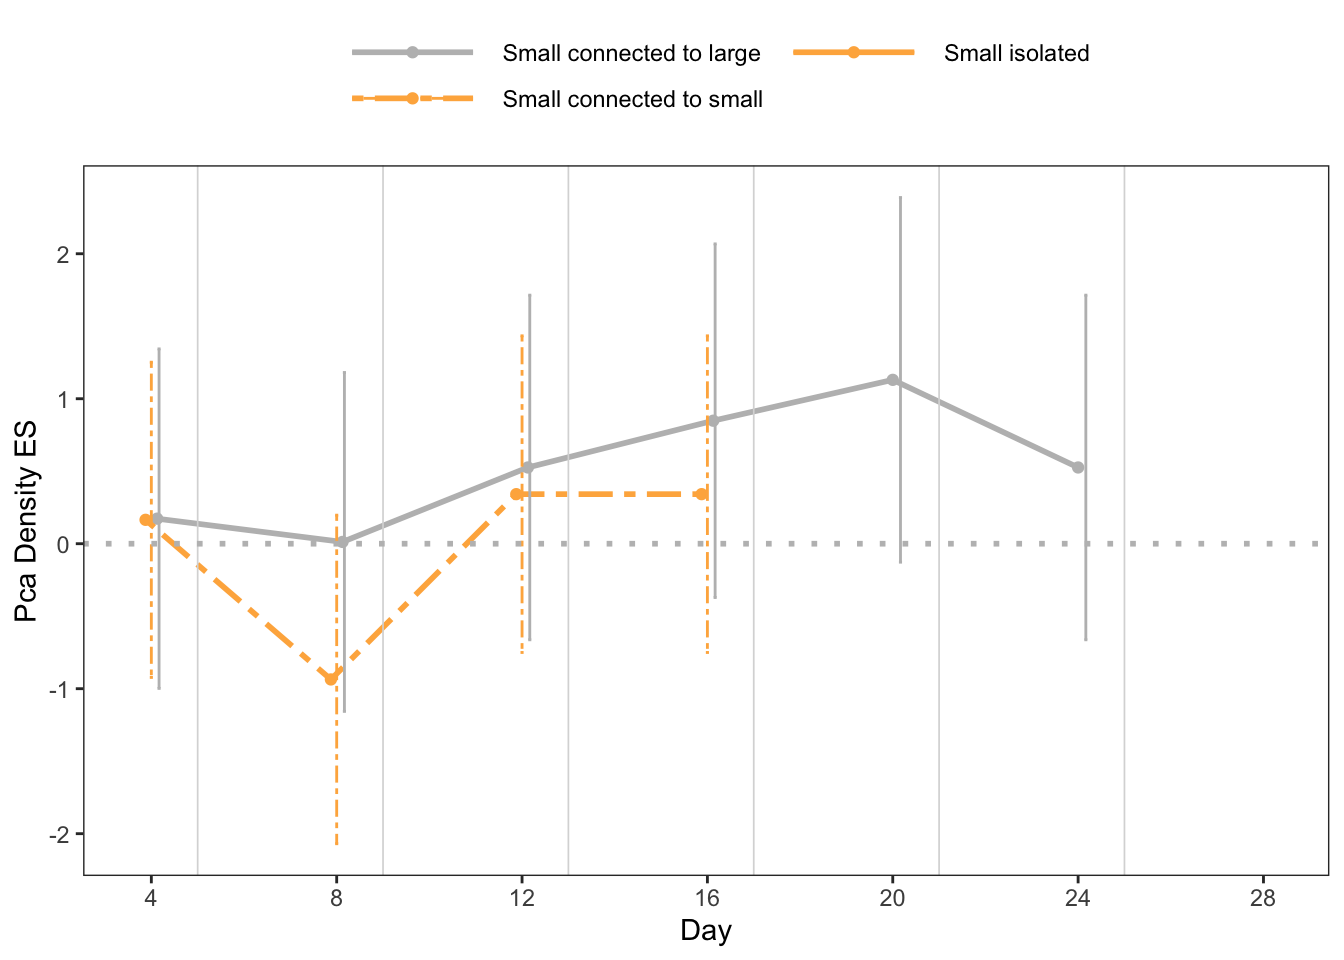 Small connected to large
Small isolated
Small connected to small
Pca Density ES
2
1
0
-1
-2
4
8
12
16
20
24
28
Day